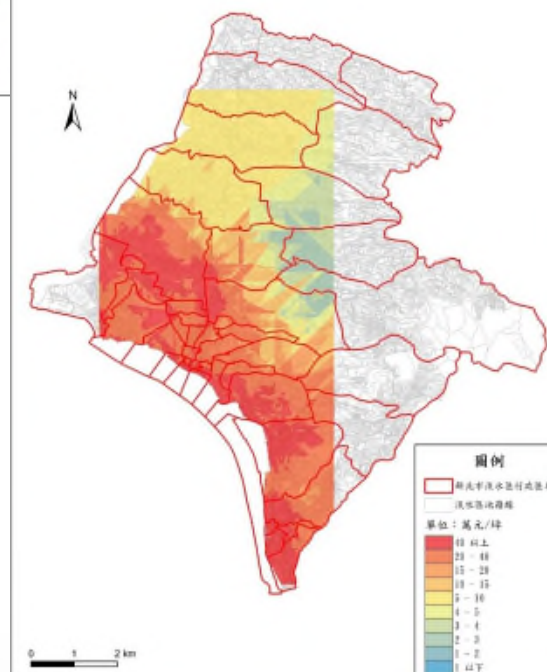 N
圖例
新北市淡水區行政區
淡水區地籍線
單位：萬元/坪
40 以上
20 - 40
15 - 20
10 - 15
5 - 10
4 - 5
3 - 4
2 - 3
1 - 2
1 以下
0 1 2 km